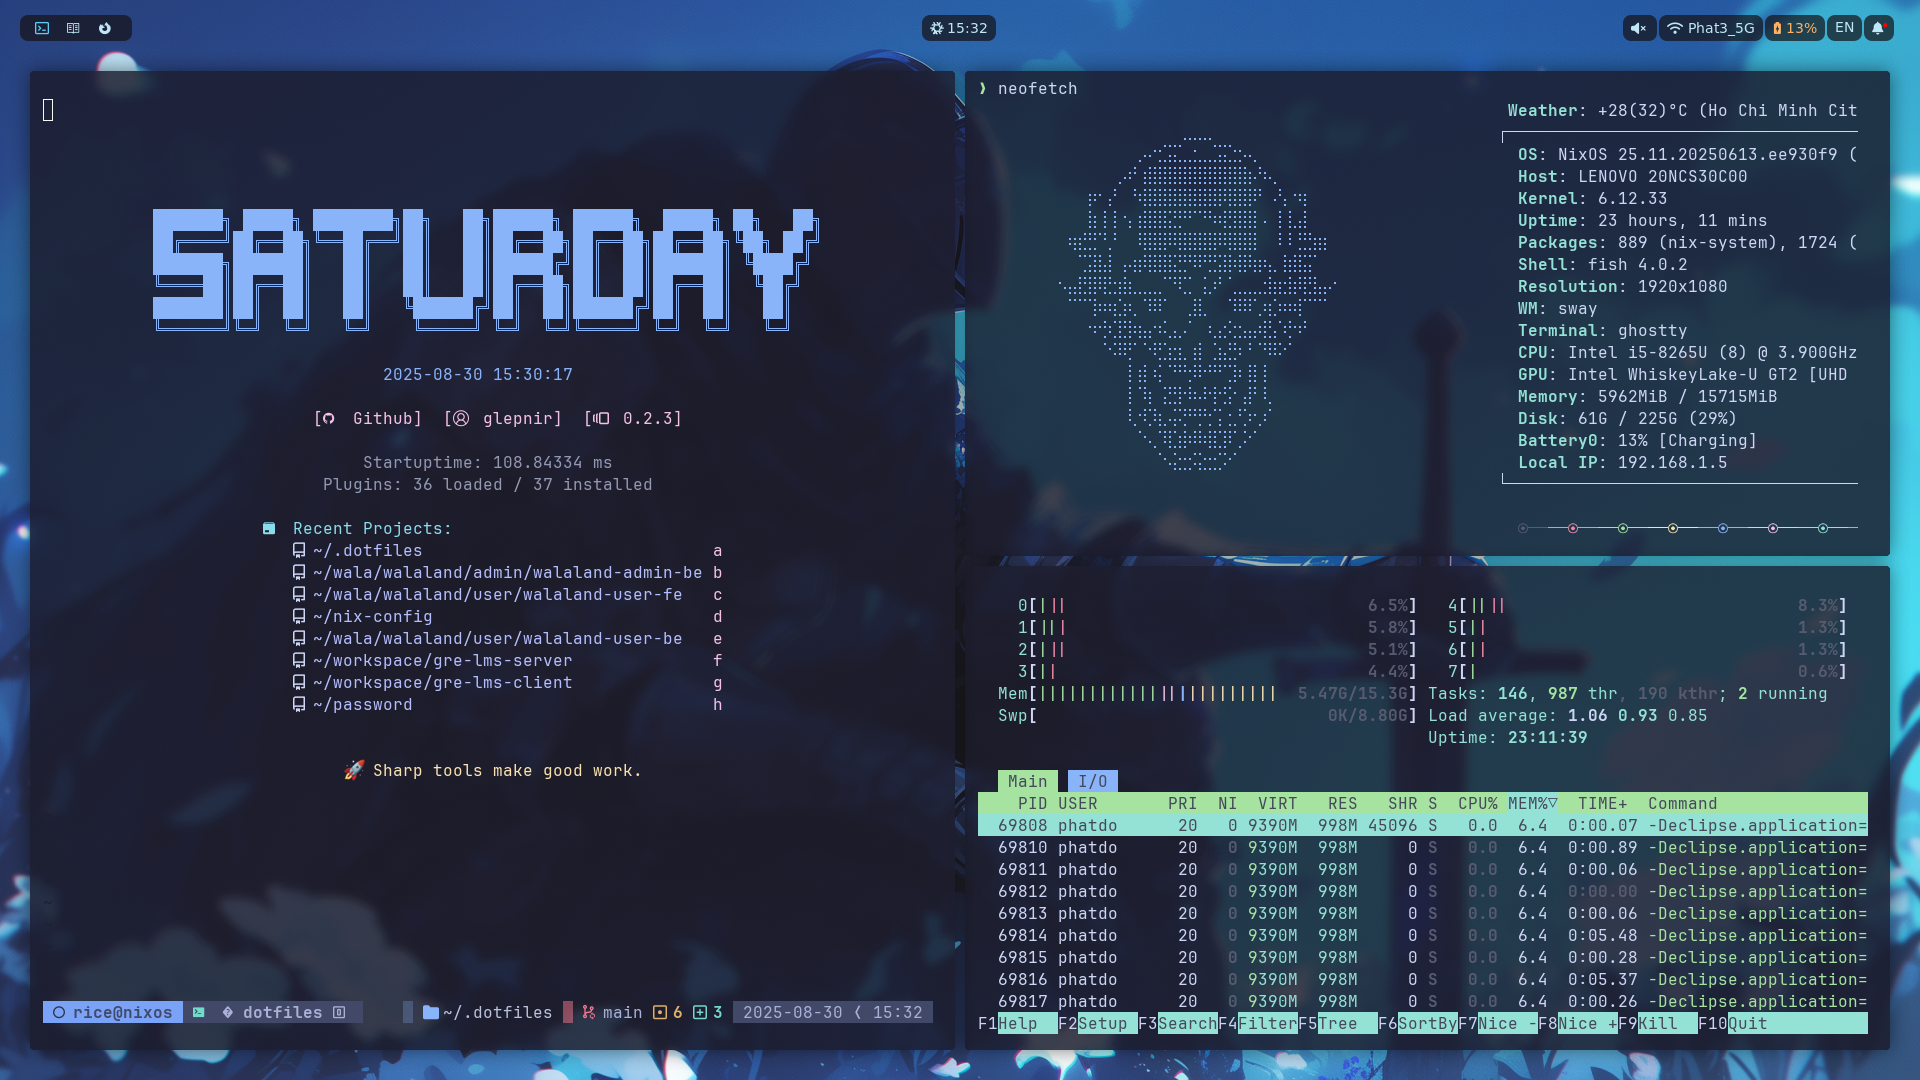 15:32
Phat3_5G
13%
EN
SATURDAY
2025-08-30 15:30:17
[ Github] [ glepnir] [ 0.2.3]
Startuptime: 108.84334 ms
Plugins: 36 loaded / 37 installed
Recent Projects:
~/.dotfiles a
~/wala/walaland/admin/walaland-admin-be b
~/wala/walaland/user/walaland-user-fe c
~/nix-config d
~/wala/walaland/user/walaland-user-be e
~/workspace/gre-lms-server f
~/workspace/gre-lms-client g
~/password h
🚀 Sharp tools make good work.
~
rice@nixos dotfiles 0 ~/.dotfiles main 6 3 2025-08-30 ⟨ 15:32
❯ neofetch
Weather: +28(32)°C (Ho Chi Minh Cit
OS: NixOS 25.11.20250613.ee930f9 (
Host: LENOVO 20NCS30C00
Kernel: 6.12.33
Uptime: 23 hours, 11 mins
Packages: 889 (nix-system), 1724 (
Shell: fish 4.0.2
Resolution: 1920x1080
WM: sway
Terminal: ghostty
CPU: Intel i5-8265U (8) @ 3.900GHz
GPU: Intel WhiskeyLake-U GT2 [UHD
Memory: 5962MiB / 15715MiB
Disk: 61G / 225G (29%)
Battery0: 13% [Charging]
Local IP: 192.168.1.5
0[||| 6.5%] 4[|||| 8.3%]
1[||| 5.8%] 5[|| 1.3%]
2[||| 5.1%] 6[|| 1.3%]
3[|| 4.4%] 7[| 0.6%]
Mem[|||||||||||||||||||||||| 5.47G/15.3G] Tasks: 146, 987 thr, 190 kthr; 2 running
Swp[ 0K/8.80G] Load average: 1.06 0.93 0.85
Uptime: 23:11:39
Main I/O
PID USER PRI NI VIRT RES SHR S CPU% MEM%▽ TIME+ Command
69808 phatdo 20 0 9390M 998M 45096 S 0.0 6.4 0:00.07 -Declipse.application=
69810 phatdo 20 0 9390M 998M 0 S 0.0 6.4 0:00.89 -Declipse.application=
69811 phatdo 20 0 9390M 998M 0 S 0.0 6.4 0:00.06 -Declipse.application=
69812 phatdo 20 0 9390M 998M 0 S 0.0 6.4 0:00.00 -Declipse.application=
69813 phatdo 20 0 9390M 998M 0 S 0.0 6.4 0:00.06 -Declipse.application=
69814 phatdo 20 0 9390M 998M 0 S 0.0 6.4 0:05.48 -Declipse.application=
69815 phatdo 20 0 9390M 998M 0 S 0.0 6.4 0:00.28 -Declipse.application=
69816 phatdo 20 0 9390M 998M 0 S 0.0 6.4 0:05.37 -Declipse.application=
69817 phatdo 20 0 9390M 998M 0 S 0.0 6.4 0:00.26 -Declipse.application=
F1Help F2Setup F3SearchF4FilterF5Tree F6SortByF7Nice -F8Nice +F9Kill F10Quit